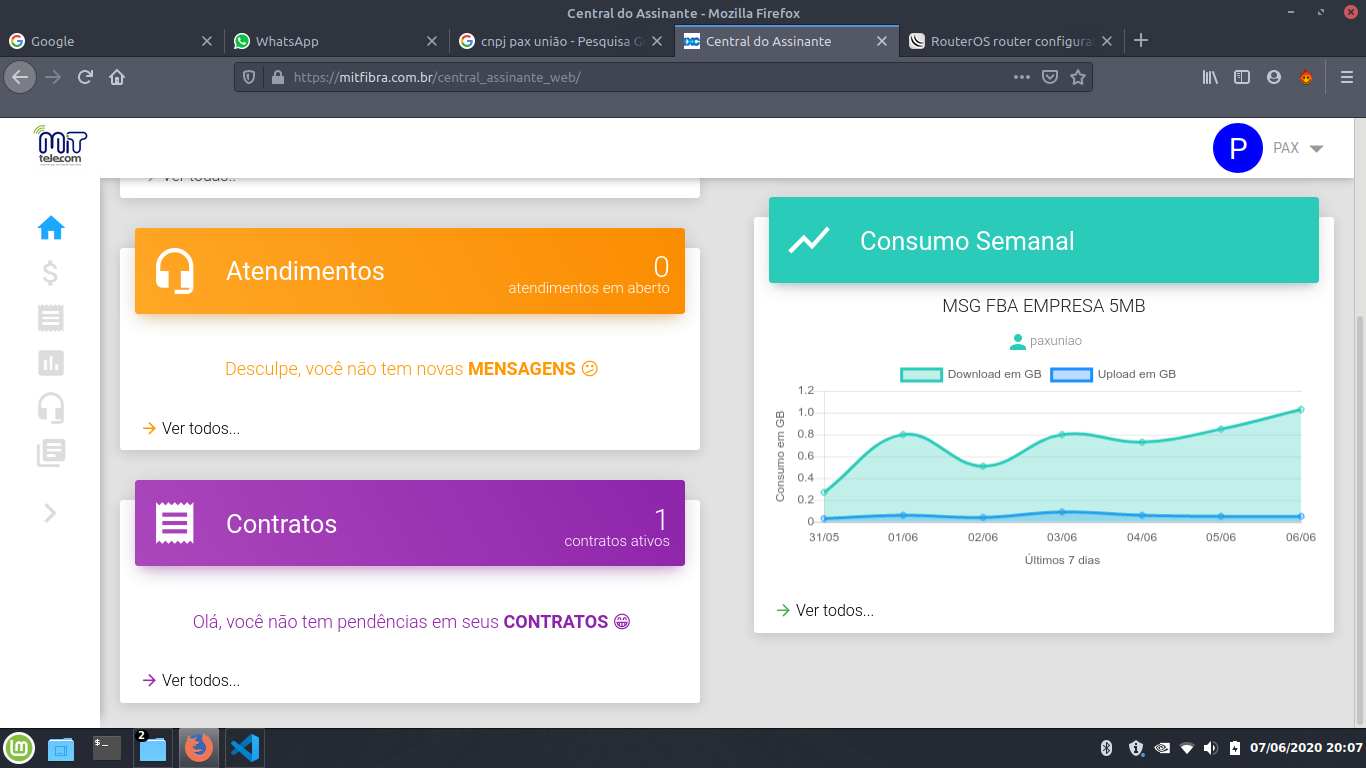 Central do Assinante - Mozilla Firefox
Google
WhatsApp
cnpj pax união - Pesquisa G
Central do Assinante
RouterOS router configura
https://mitfibra.com.br/central_assinante_web/
MiT
telecom
P
PAX
Ver todas..
Atendimentos
0
atendimentos em aberto
Desculpe, você não tem novas MENSAGENS 😕
Ver todos...
Contratos
1
contratos ativos
Olá, você não tem pendências em seus CONTRATOS 😁
Ver todos...
Consumo Semanal
MSG FBA EMPRESA 5MB
paxuniao
Download em GB
Upload em GB
Consumo em GB
1.2
1.0
0.8
0.6
0.4
0.2
0
31/05 01/06 02/06 03/06 04/06 05/06 06/06
Últimos 7 dias
Ver todos...
2
07/06/2020 20:07